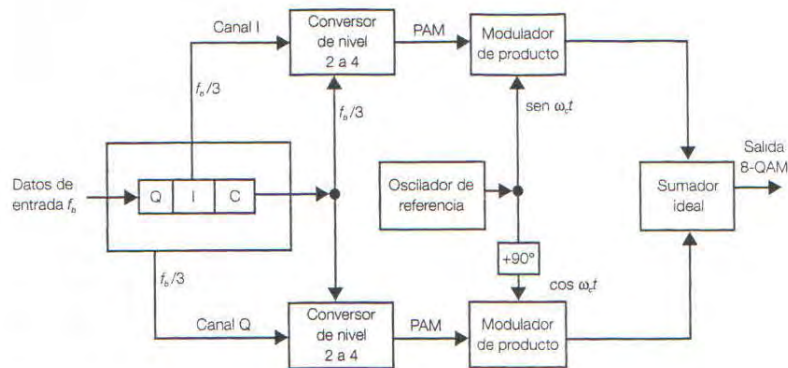 Canal I
Conversor
de nivel
2 a 4
PAM
Modulador
de producto
f_b/3
f_b/3
sen ω_c t
Datos de
entrada f_b
Q I C
Oscilador de
referencia
Salida
8-QAM
Sumador
ideal
+90°
f_b/3
cos ω_c t
Canal Q
Conversor
de nivel
2 a 4
PAM
Modulador
de producto